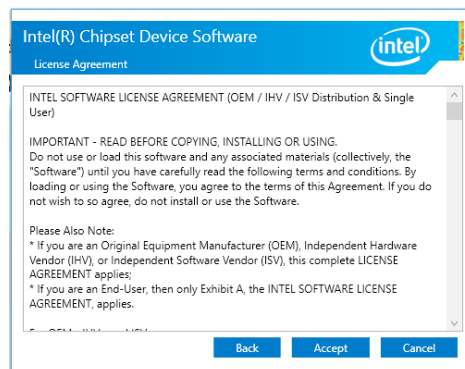 Intel(R) Chipset Device Software
intel
License Agreement
INTEL SOFTWARE LICENSE AGREEMENT (OEM / IHV / ISV Distribution & Single
User)
IMPORTANT - READ BEFORE COPYING, INSTALLING OR USING.
Do not use or load this software and any associated materials (collectively, the
"Software") until you have carefully read the following terms and conditions. By
loading or using the Software, you agree to the terms of this Agreement. If you do
not wish to so agree, do not install or use the Software.
Please Also Note:
* If you are an Original Equipment Manufacturer (OEM), Independent Hardware
Vendor (IHV), or Independent Software Vendor (ISV), this complete LICENSE
AGREEMENT applies;
* If you are an End-User, then only Exhibit A, the INTEL SOFTWARE LICENSE
AGREEMENT, applies.
Back Accept Cancel